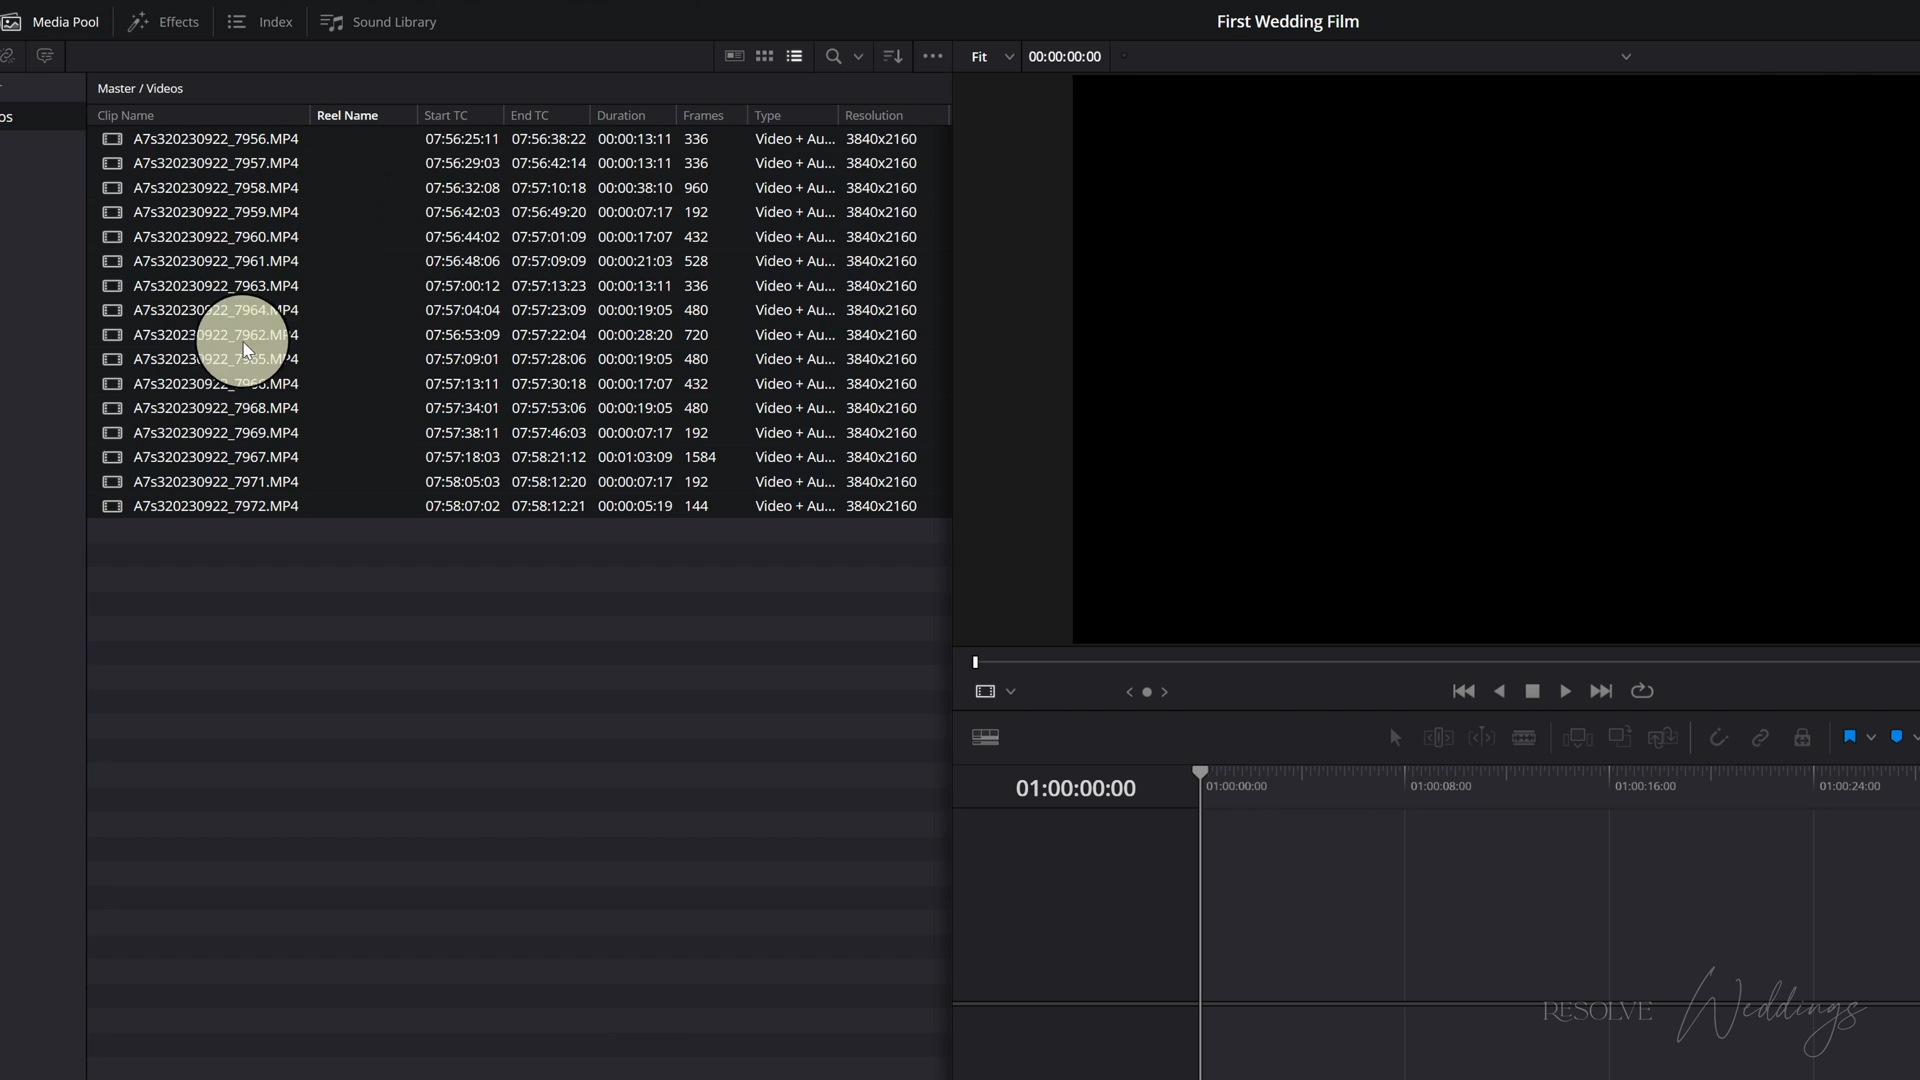 Media Pool Effects Index Sound Library First Wedding Film
Fit 00:00:00:00
Master / Videos
Clip Name Reel Name Start TC End TC Duration Frames Type Resolution
os
A7s320230922_7956.MP4 07:56:25:11 07:56:38:22 00:00:13:11 336 Video + Au... 3840x2160
A7s320230922_7957.MP4 07:56:29:03 07:56:42:14 00:00:13:11 336 Video + Au... 3840x2160
A7s320230922_7958.MP4 07:56:32:08 07:57:10:18 00:00:38:10 960 Video + Au... 3840x2160
A7s320230922_7959.MP4 07:56:42:03 07:56:49:20 00:00:07:17 192 Video + Au... 3840x2160
A7s320230922_7960.MP4 07:56:44:02 07:57:01:09 00:00:17:07 432 Video + Au... 3840x2160
A7s320230922_7961.MP4 07:56:48:06 07:57:09:09 00:00:21:03 528 Video + Au... 3840x2160
A7s320230922_7963.MP4 07:57:00:12 07:57:13:23 00:00:13:11 336 Video + Au... 3840x2160
A7s320230922_7964.MP4 07:57:04:04 07:57:23:09 00:00:19:05 480 Video + Au... 3840x2160
A7s320230922_7962.MP4 07:56:53:09 07:57:22:04 00:00:28:20 720 Video + Au... 3840x2160
A7s320230922_7965.MP4 07:57:09:01 07:57:28:06 00:00:19:05 480 Video + Au... 3840x2160
A7s320230922_7966.MP4 07:57:13:11 07:57:30:18 00:00:17:07 432 Video + Au... 3840x2160
A7s320230922_7968.MP4 07:57:34:01 07:57:53:06 00:00:19:05 480 Video + Au... 3840x2160
A7s320230922_7969.MP4 07:57:38:11 07:57:46:03 00:00:07:17 192 Video + Au... 3840x2160
A7s320230922_7967.MP4 07:57:18:03 07:58:21:12 00:01:03:09 1584 Video + Au... 3840x2160
A7s320230922_7971.MP4 07:58:05:03 07:58:12:20 00:00:07:17 192 Video + Au... 3840x2160
A7s320230922_7972.MP4 07:58:07:02 07:58:12:21 00:00:05:19 144 Video + Au... 3840x2160
01:00:00:00 01:00:00:00 01:00:08:00 01:00:16:00 01:00:24:00
RESOLVE Weddings